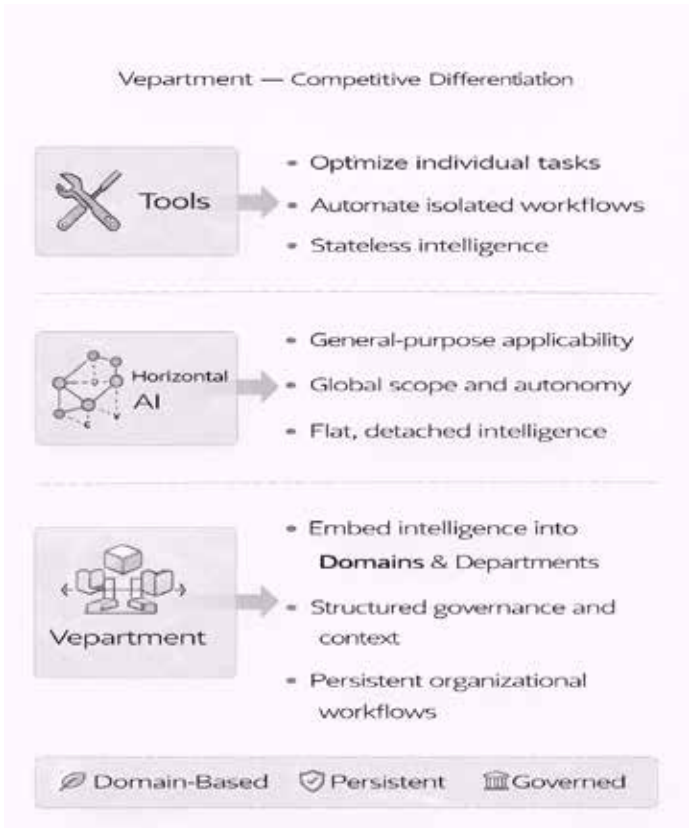 Vepartment — Competitive Differentiation
Tools
• Optimize individual tasks
• Automate isolated workflows
• Stateless intelligence
Horizontal
AI
• General-purpose applicability
• Global scope and autonomy
• Flat, detached intelligence
Vepartment
• Embed intelligence into
Domains & Departments
• Structured governance and
context
• Persistent organizational
workflows
Domain-Based Persistent Governed